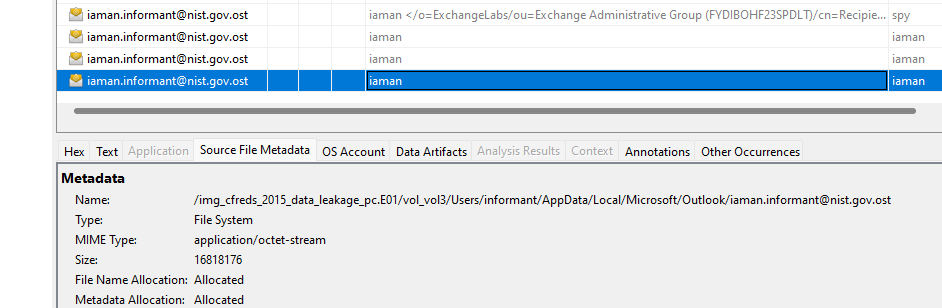 iaman.informant@nist.gov.ost iaman </o=ExchangeLabs/ou=Exchange Administrative Group (FYDIBOHF23SPDLT)/cn=Recipie... spy
iaman.informant@nist.gov.ost iaman iaman
iaman.informant@nist.gov.ost iaman iaman
iaman.informant@nist.gov.ost iaman iaman
Hex Text Application Source File Metadata OS Account Data Artifacts Analysis Results Context Annotations Other Occurrences
Metadata
Name: /img_cfreds_2015_data_leakage_pc.E01/vol_vol3/Users/informant/AppData/Local/Microsoft/Outlook/iaman.informant@nist.gov.ost
Type: File System
MIME Type: application/octet-stream
Size: 16818176
File Name Allocation: Allocated
Metadata Allocation: Allocated